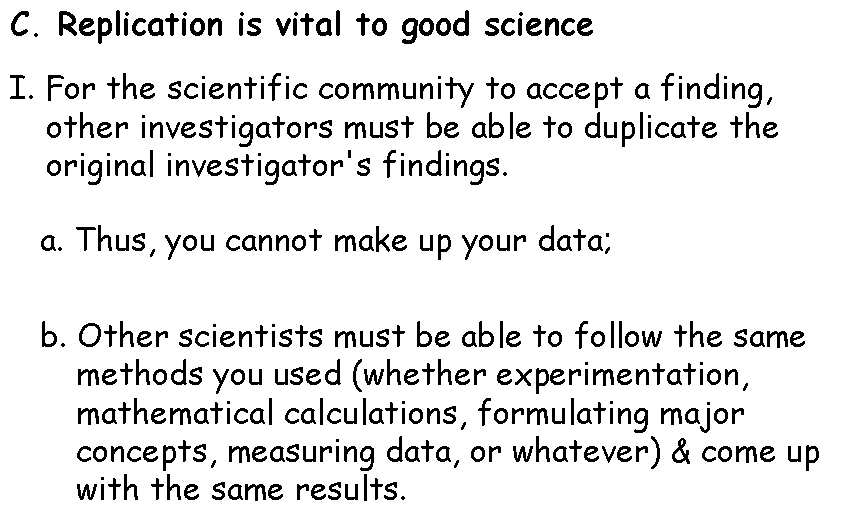 C. Replication is vital to good science
I. For the scientific community to accept a finding,
other investigators must be able to duplicate the
original investigator's findings.
a. Thus, you cannot make up your data;
b. Other scientists must be able to follow the same
methods you used (whether experimentation,
mathematical calculations, formulating major
concepts, measuring data, or whatever) & come up
with the same results.